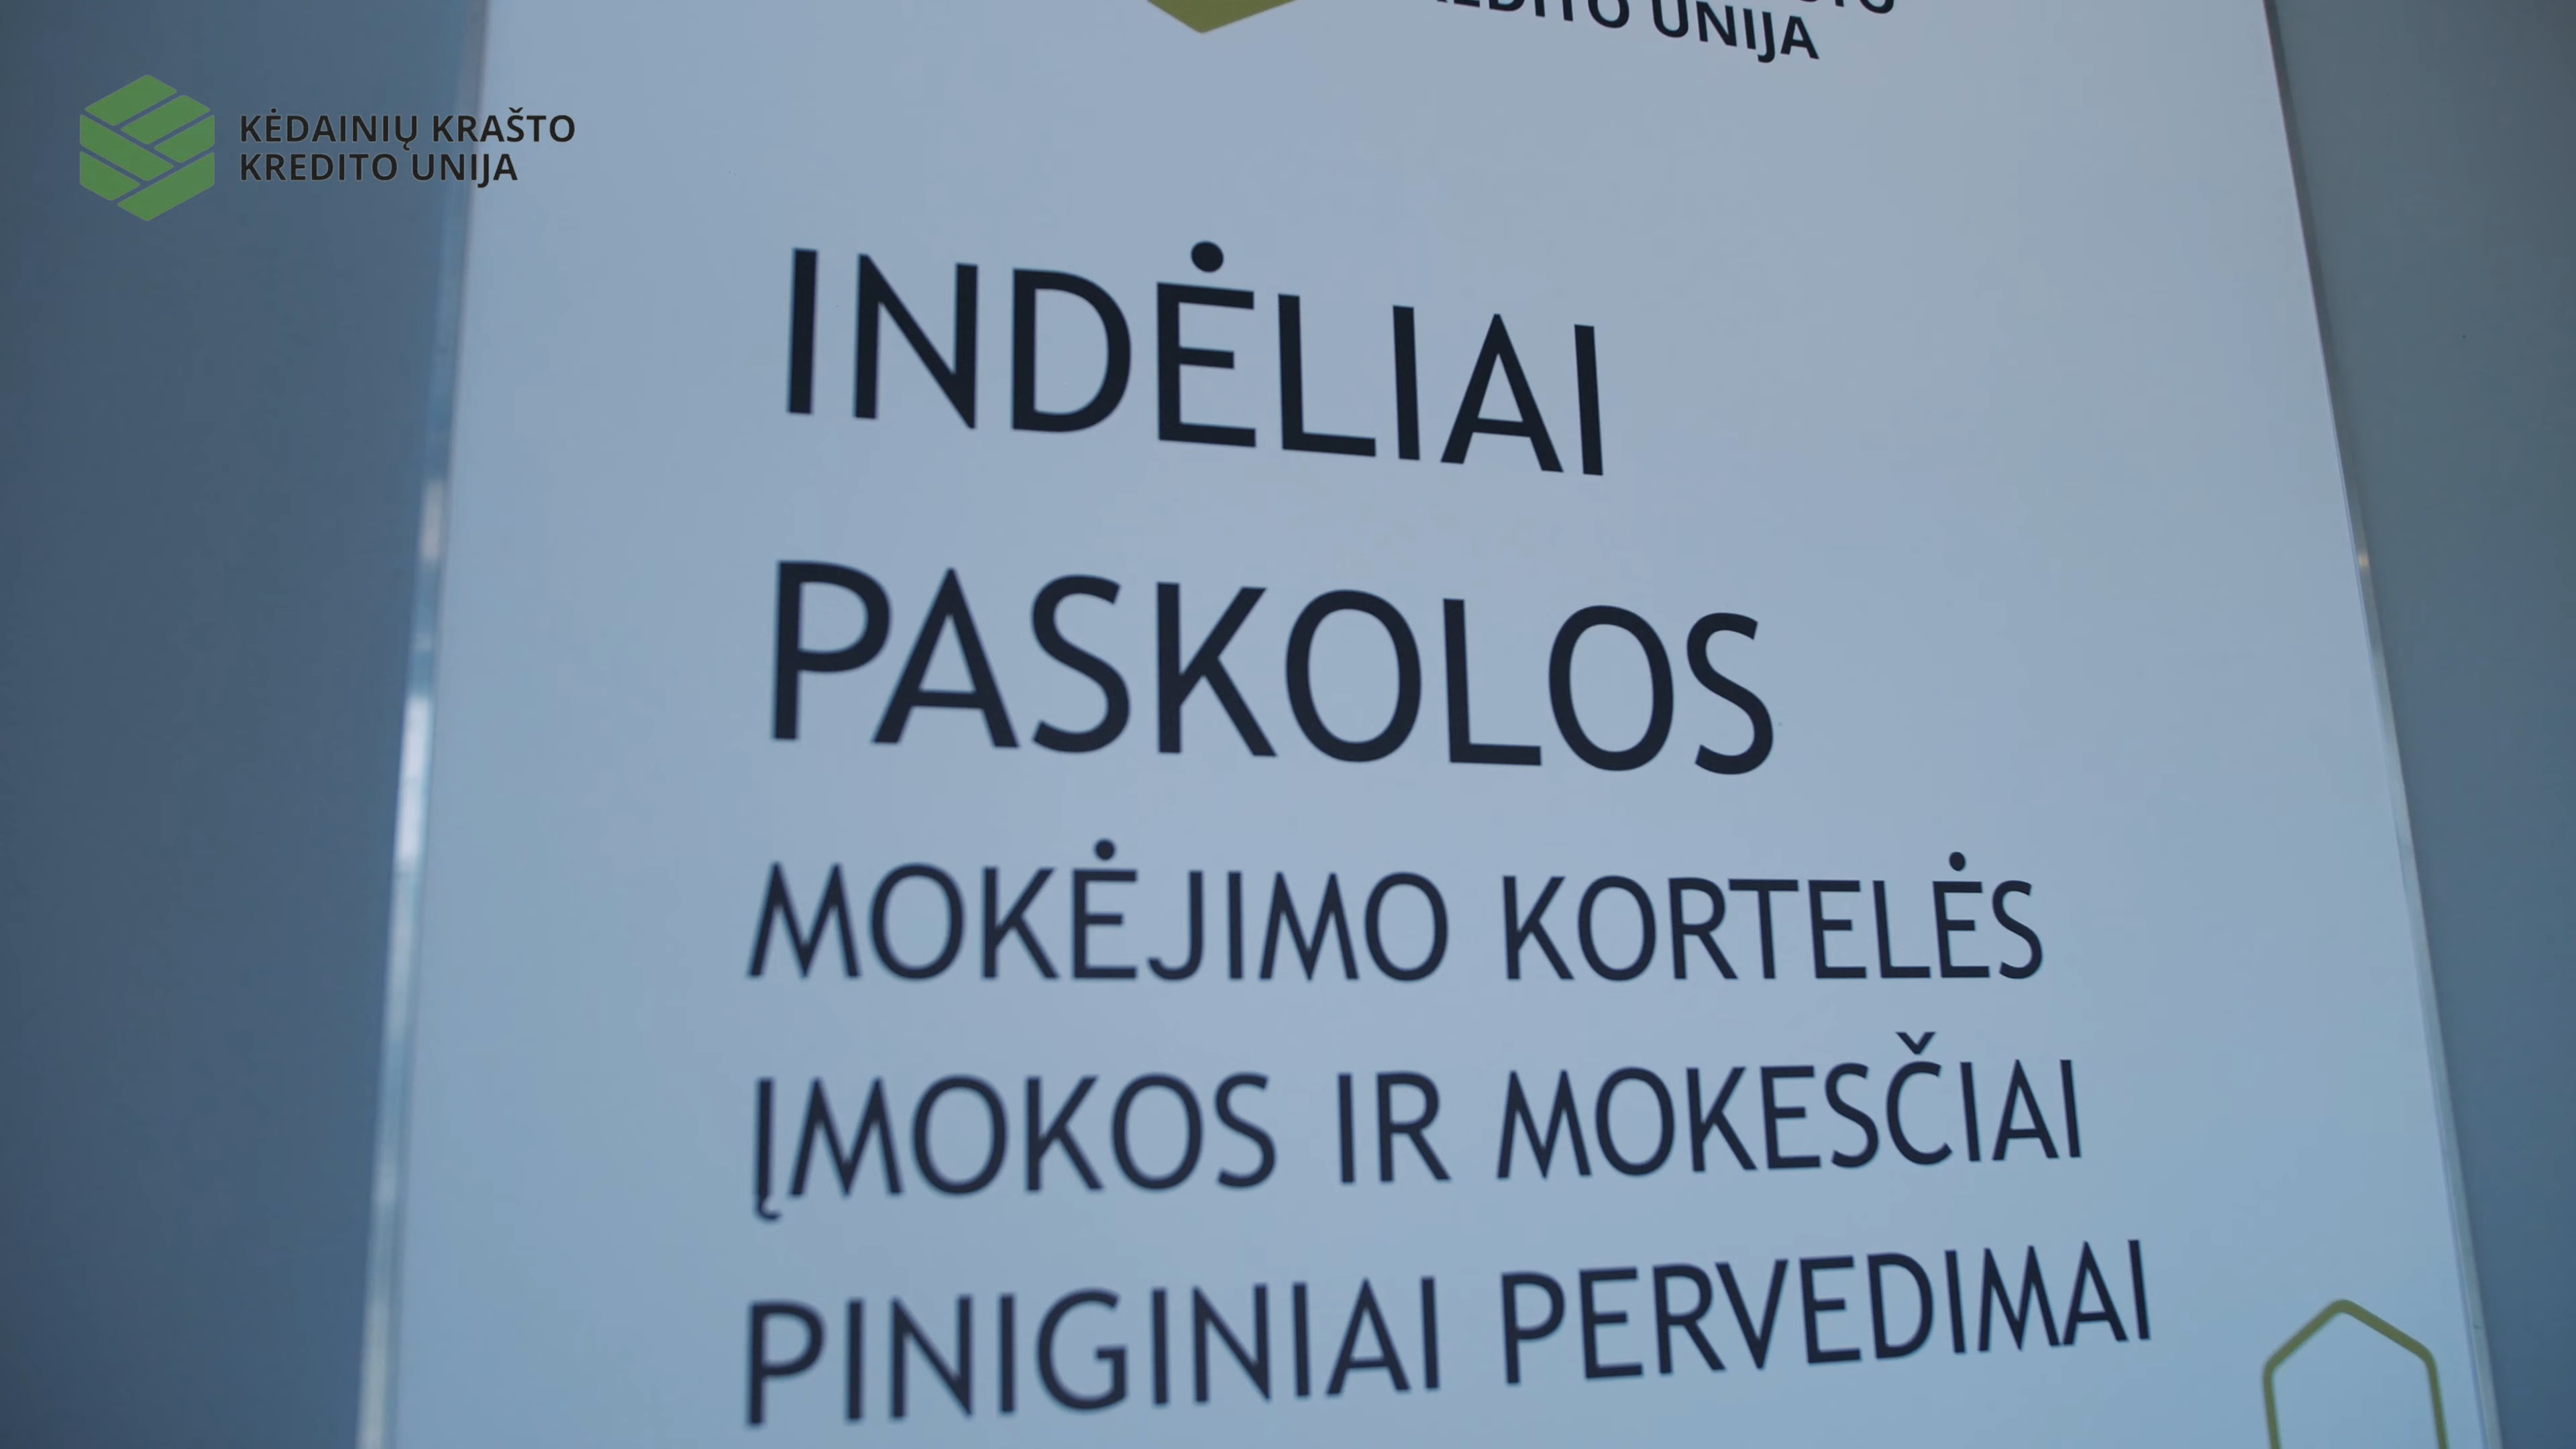 KĖDAINIŲ KRAŠTO
KREDITO UNIJA
KREDITO UNIJA
INDĖLIAI
PASKOLOS
MOKĖJIMO KORTELĖS
ĮMOKOS IR MOKESČIAI
PINIGINIAI PERVEDIMAI